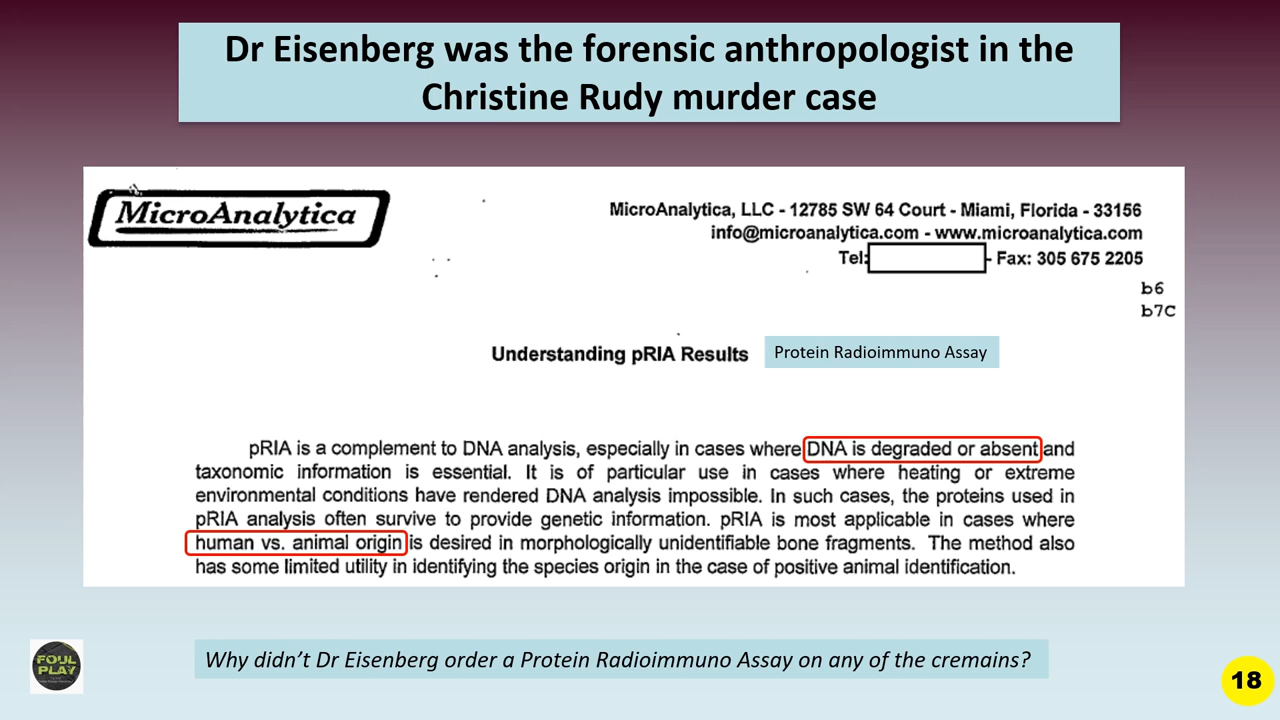 Dr Eisenberg was the forensic anthropologist in the
Christine Rudy murder case
MicroAnalytica
MicroAnalytica, LLC - 12785 SW 64 Court - Miami, Florida - 33156
info@microanalytica.com - www.microanalytica.com
Tel: - Fax: 305 675 2205
b6
b7C
Understanding pRIA Results
Protein Radioimmuno Assay
pRIA is a complement to DNA analysis, especially in cases where DNA is degraded or absent and
taxonomic information is essential. It is of particular use in cases where heating or extreme
environmental conditions have rendered DNA analysis impossible. In such cases, the proteins used in
pRIA analysis often survive to provide genetic information. pRIA is most applicable in cases where
human vs. animal origin is desired in morphologically unidentifiable bone fragments. The method also
has some limited utility in identifying the species origin in the case of positive animal identification.
Why didn't Dr Eisenberg order a Protein Radioimmuno Assay on any of the cremains?
FOUL
PLAY
18